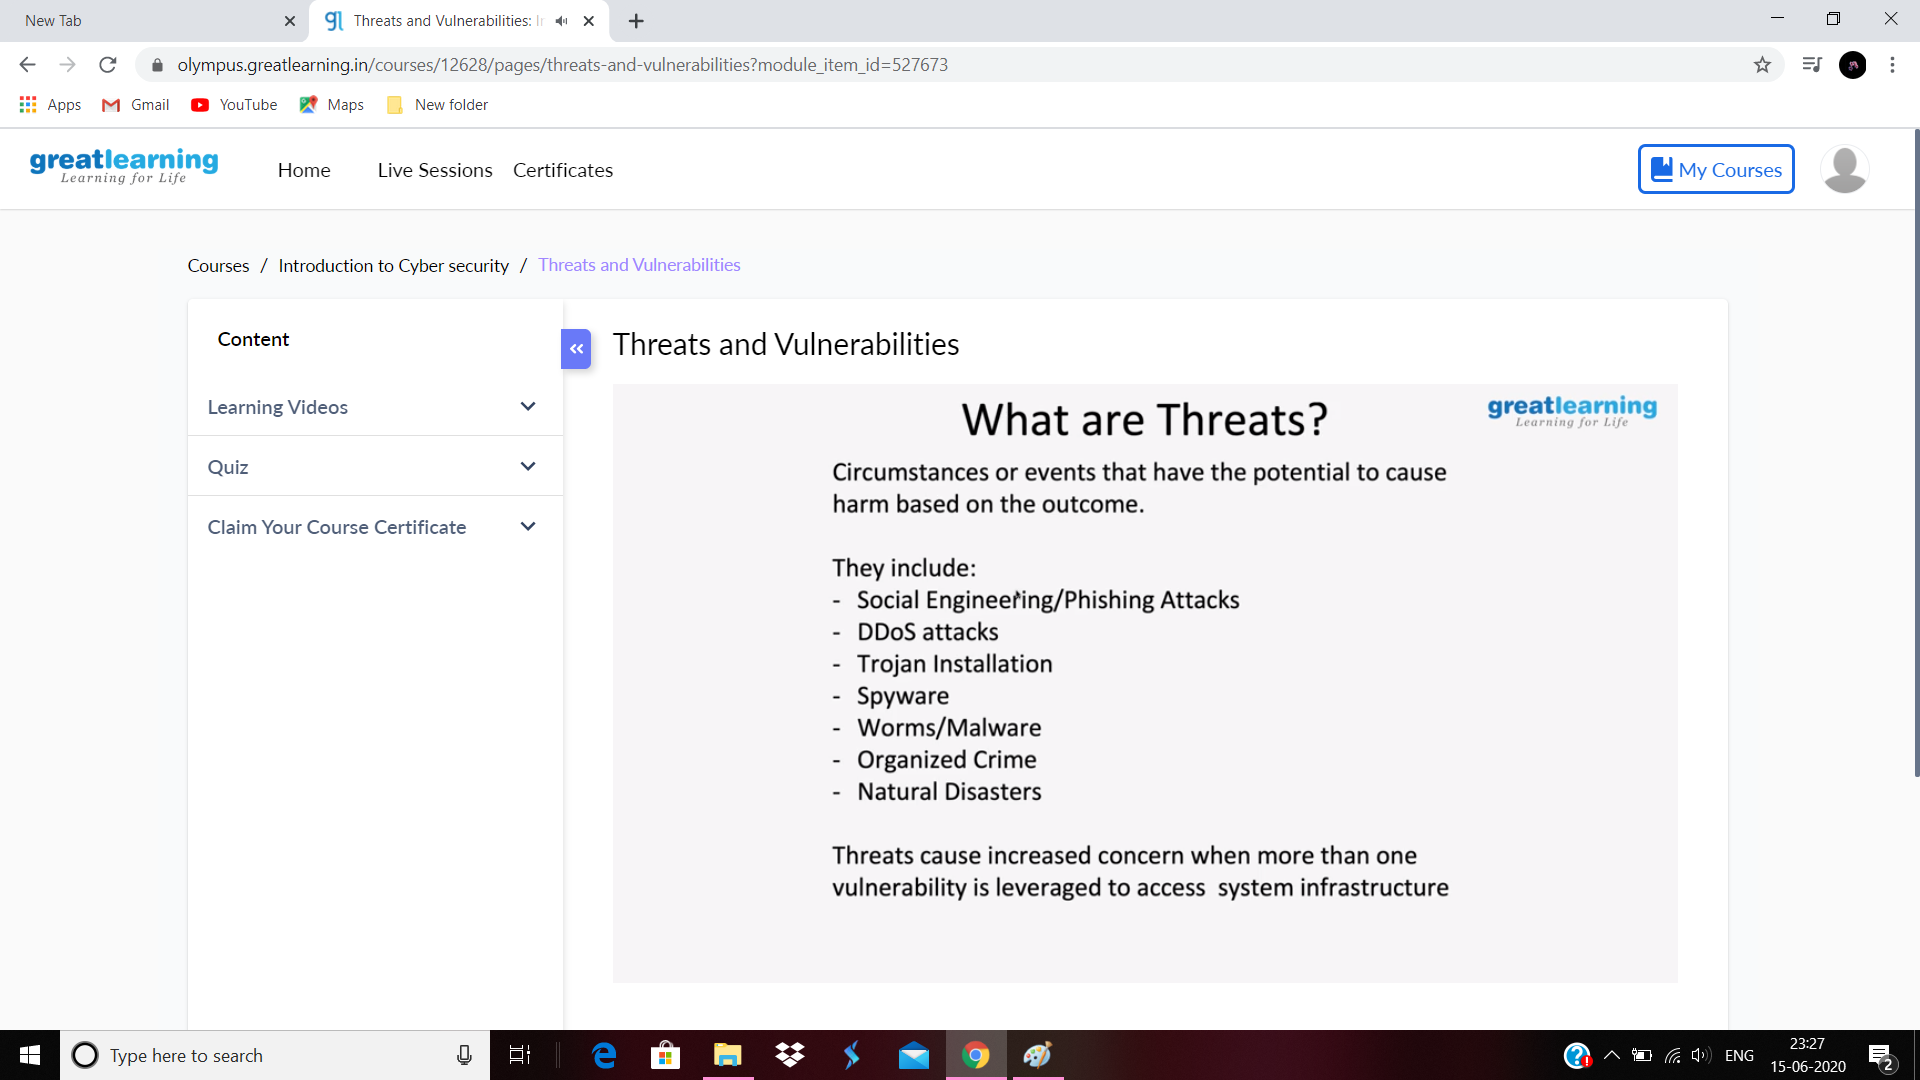 New Tab
Threats and Vulnerabilities: I
olympus.greatlearning.in/courses/12628/pages/threats-and-vulnerabilities?module_item_id=527673
Apps Gmail YouTube Maps New folder
greatlearning
Learning for Life
Home Live Sessions Certificates My Courses
Courses / Introduction to Cyber security / Threats and Vulnerabilities
Content
Learning Videos
Quiz
Claim Your Course Certificate
Threats and Vulnerabilities
What are Threats?
greatlearning
Learning for Life
Circumstances or events that have the potential to cause
harm based on the outcome.
They include:
- Social Engineering/Phishing Attacks
- DDoS attacks
- Trojan Installation
- Spyware
- Worms/Malware
- Organized Crime
- Natural Disasters
Threats cause increased concern when more than one
vulnerability is leveraged to access system infrastructure
Type here to search
ENG
23:27
15-06-2020
2